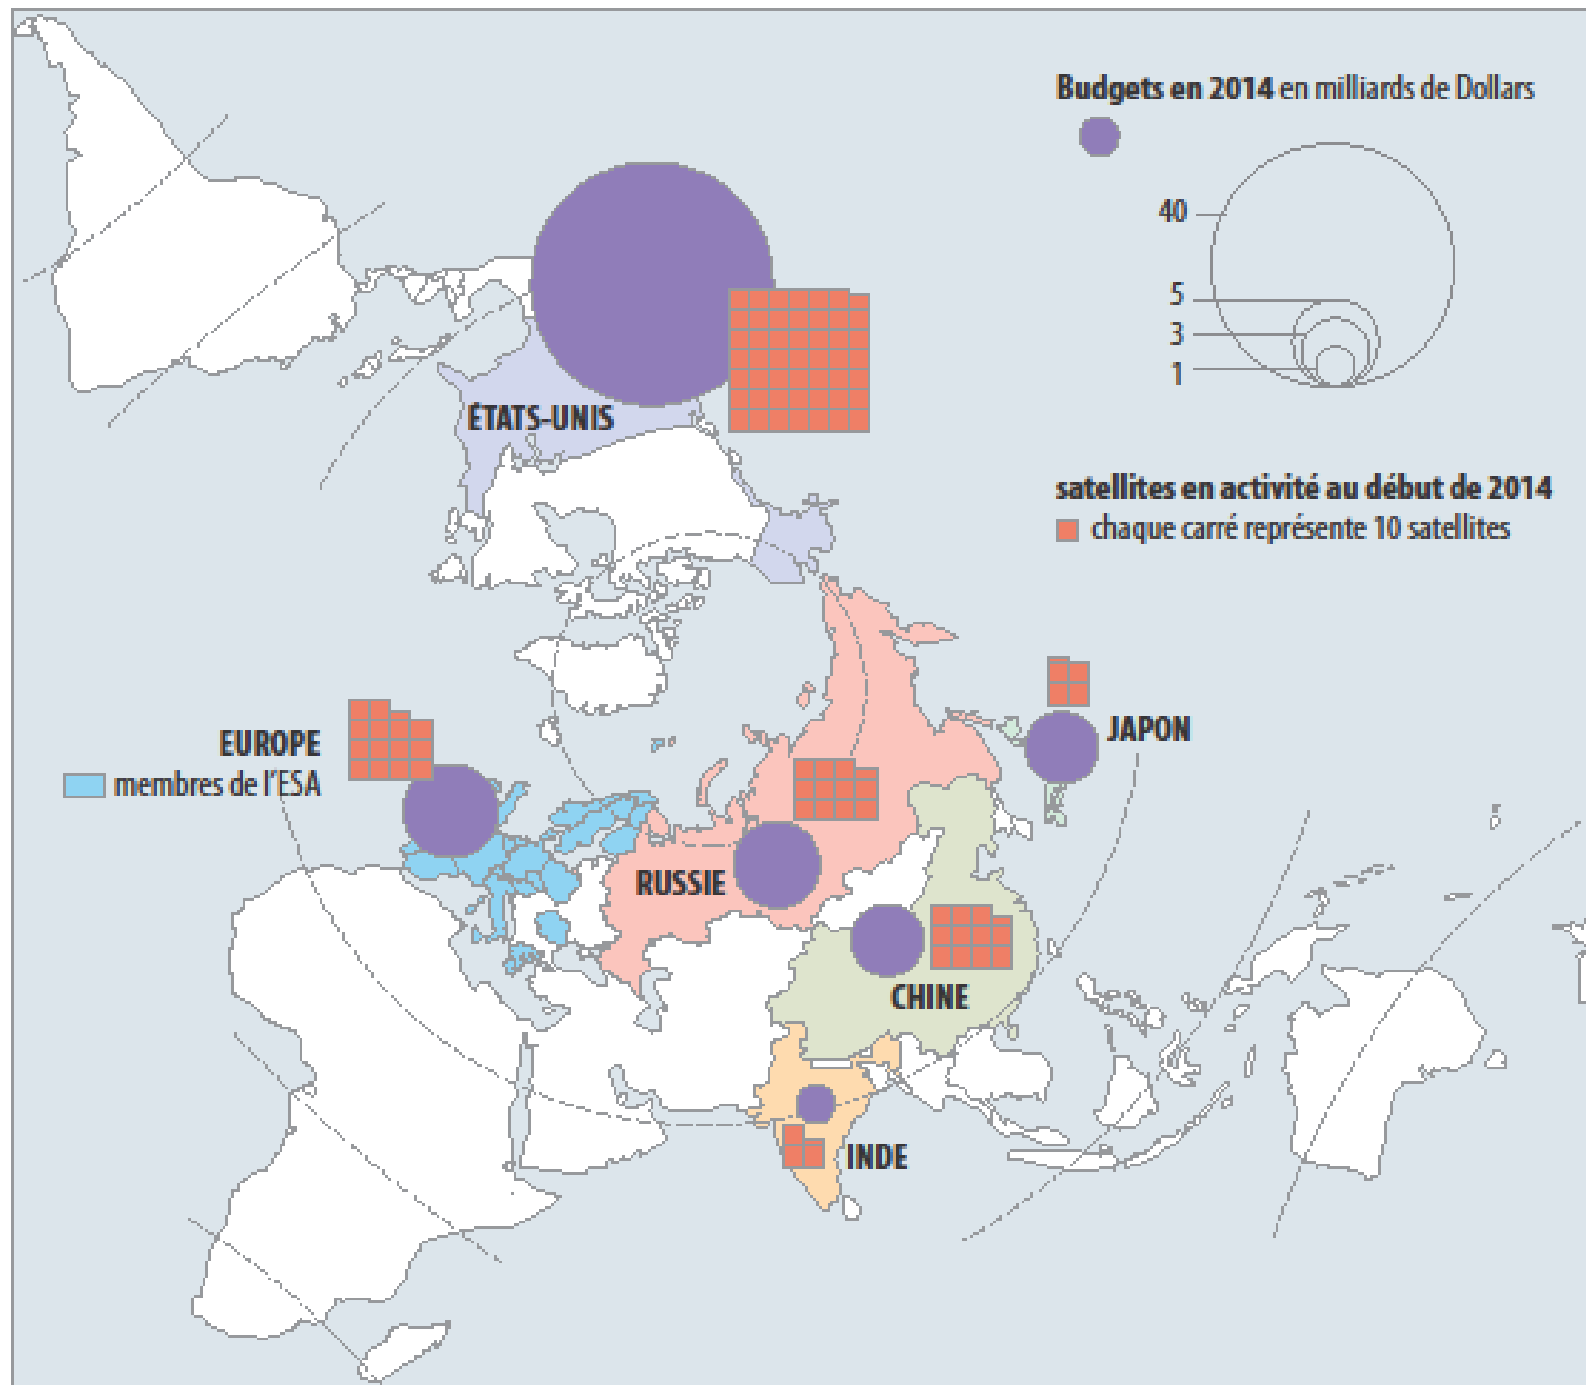 Budgets en 2014 en milliards de Dollars
40
5
3
1
ÉTATS-UNIS
satellites en activité au début de 2014
chaque carré représente 10 satellites
EUROPE
membres de l'ESA
JAPON
RUSSIE
CHINE
INDE